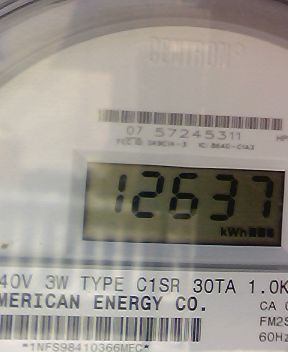 CENTRON®
07 57245311
12637
kWh
40V 3W TYPE C1SR 30TA 1.0K
MERICAN ENERGY CO.
CA
FM2S
60Hz
*1NFS98410366MEC*